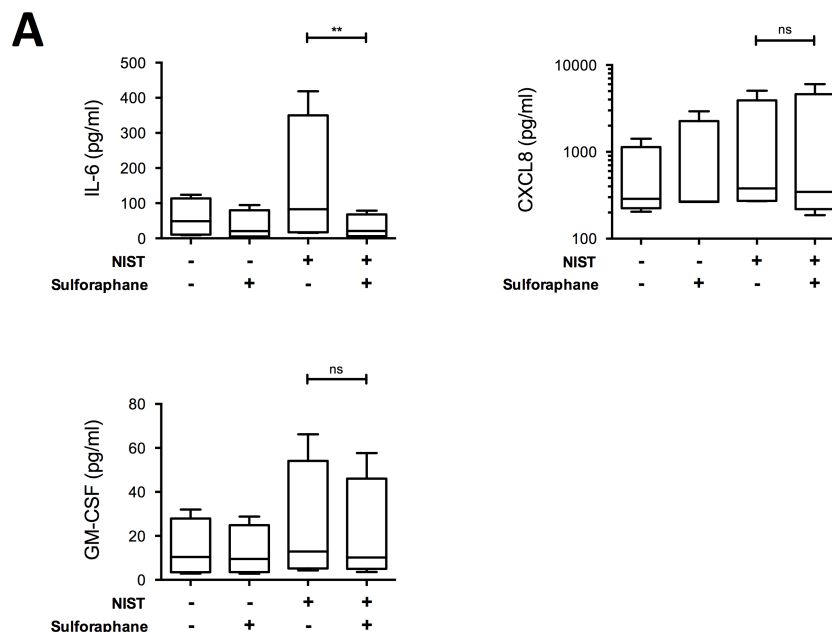 A
**
500
400
300
200
100
0
IL-6 (pg/ml)
NIST - - + +
Sulforaphane - + - +
ns
10000
1000
100
CXCL8 (pg/ml)
NIST - - + +
Sulforaphane - + - +
ns
80
60
40
20
0
GM-CSF (pg/ml)
NIST - - + +
Sulforaphane - + - +